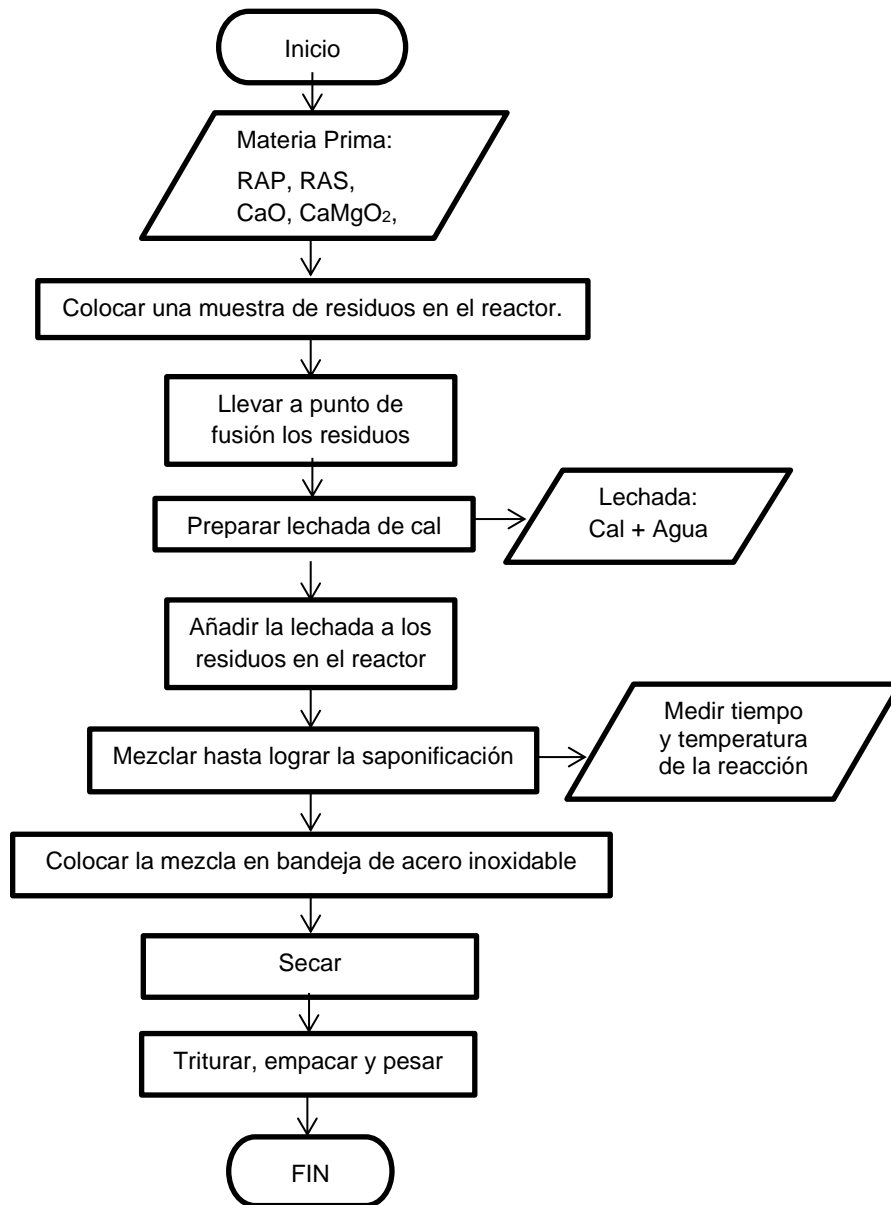 Inicio
Materia Prima:
RAP, RAS,
CaO, CaMgO₂,
Colocar una muestra de residuos en el reactor.
Llevar a punto de
fusión los residuos
Preparar lechada de cal
Lechada:
Cal + Agua
Añadir la lechada a los
residuos en el reactor
Mezclar hasta lograr la saponificación
Medir tiempo
y temperatura
de la reacción
Colocar la mezcla en bandeja de acero inoxidable
Secar
Triturar, empacar y pesar
FIN